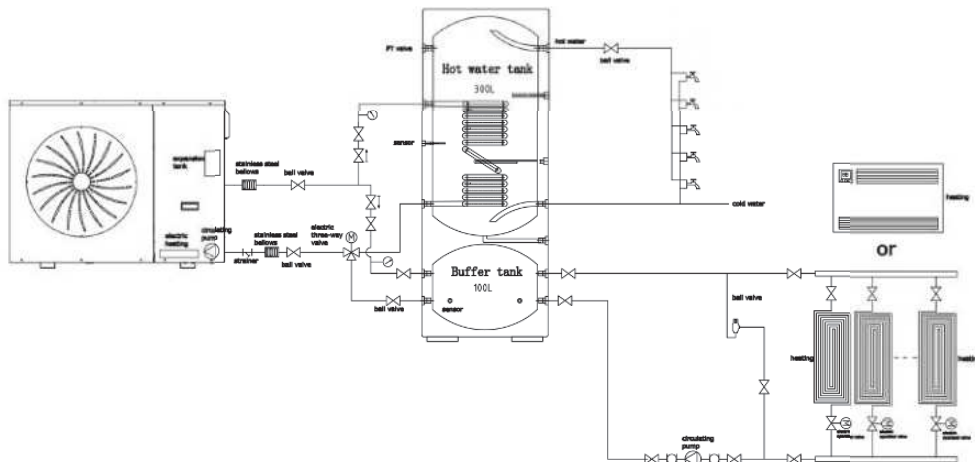 PT valve
hot water
ball valve
Hot water tank
300L
expansion
tank
stainless steel
bellows
ball valve
sensor
heating
cold water
or
electric
heating
circulating
pump
stainless steel
bellows
electric
three-way
valve
M
strainer
ball valve
Buffer tank
100L
ball valve
sensor
ball valve
heating
heating
circulating
pump